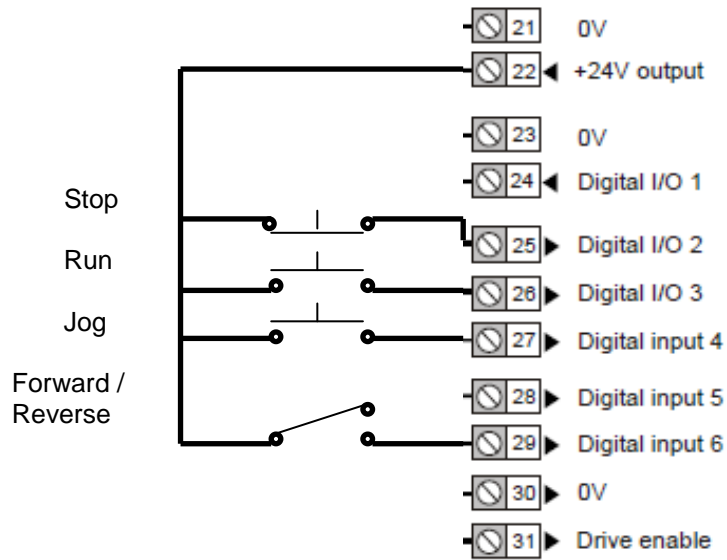 21 0V
22 +24V output
23 0V
24 Digital I/O 1
Stop
25 Digital I/O 2
Run
26 Digital I/O 3
Jog
27 Digital input 4
Forward /
Reverse
28 Digital input 5
29 Digital input 6
30 0V
31 Drive enable